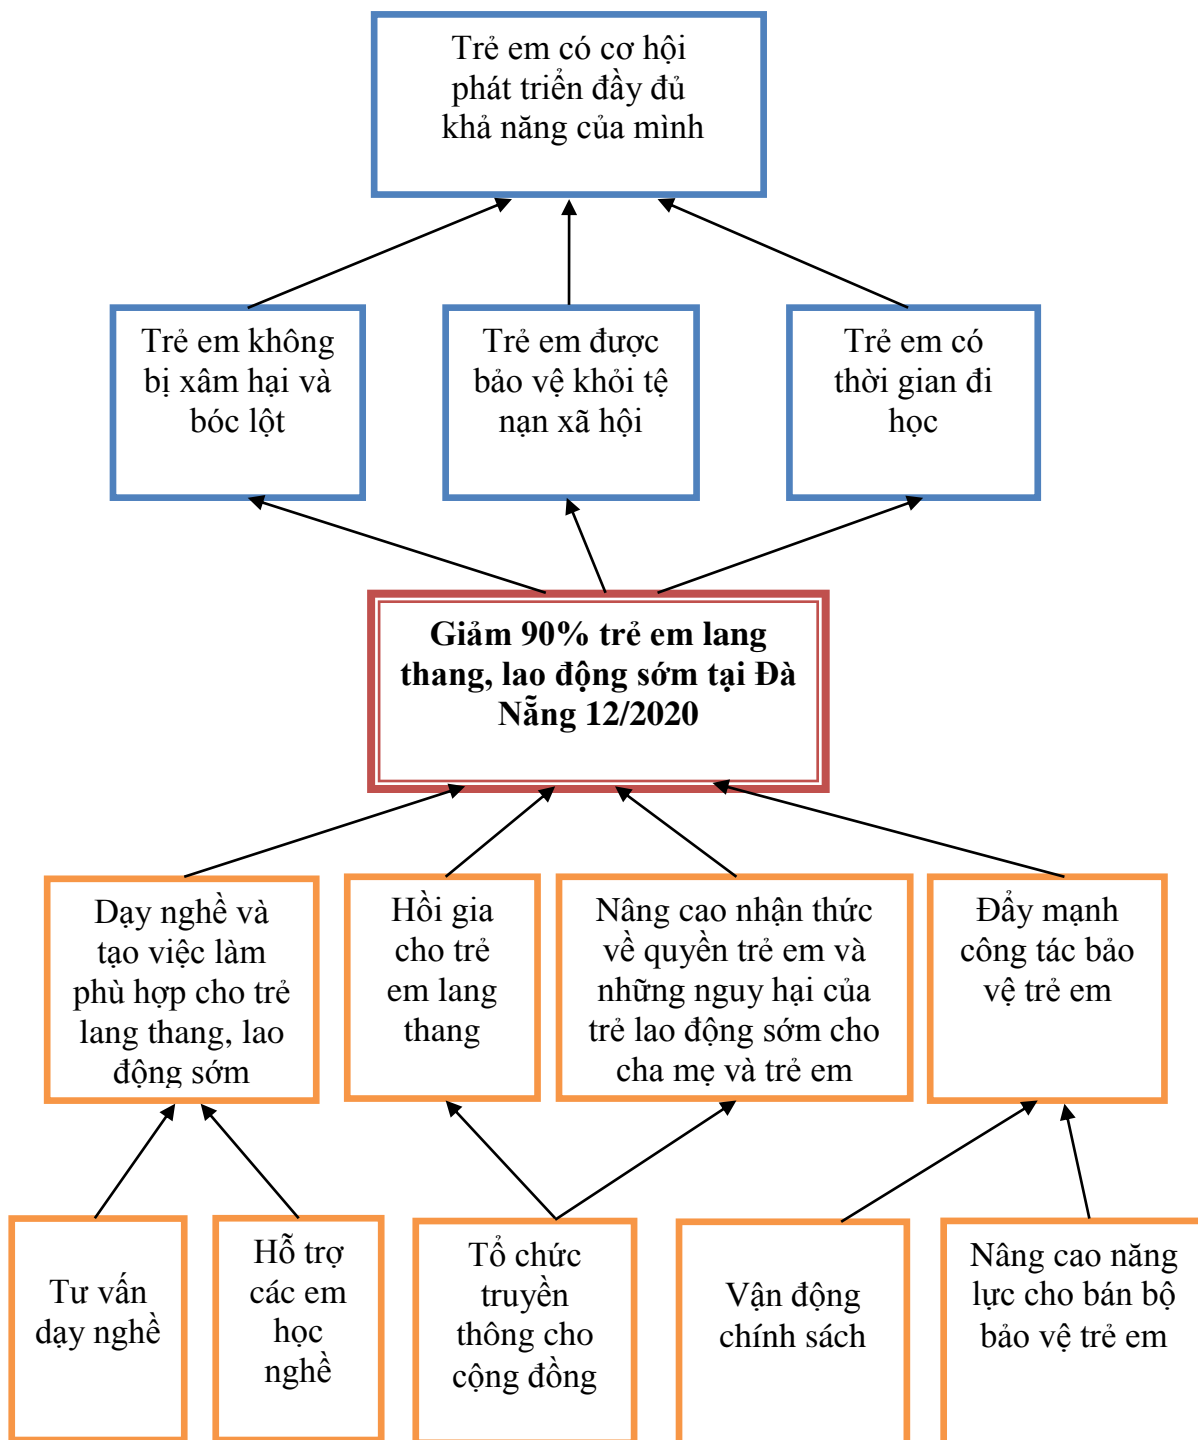 Trẻ em có cơ hội
phát triển đầy đủ
khả năng của mình
Trẻ em không
bị xâm hại và
bóc lột
Trẻ em được
bảo vệ khỏi tệ
nạn xã hội
Trẻ em có
thời gian đi
học
Giảm 90% trẻ em lang
thang, lao động sớm tại Đà
Nẵng 12/2020
Dạy nghề và
tạo việc làm
phù hợp cho trẻ
lang thang, lao
động sớm
Hồi gia
cho trẻ
em lang
thang
Nâng cao nhận thức
về quyền trẻ em và
những nguy hại của
trẻ lao động sớm cho
cha mẹ và trẻ em
Đẩy mạnh
công tác bảo
vệ trẻ em
Tư vấn
dạy nghề
Hỗ trợ
các em
học
nghề
Tổ chức
truyền
thông cho
cộng đồng
Vận động
chính sách
Nâng cao năng
lực cho bán bộ
bảo vệ trẻ em